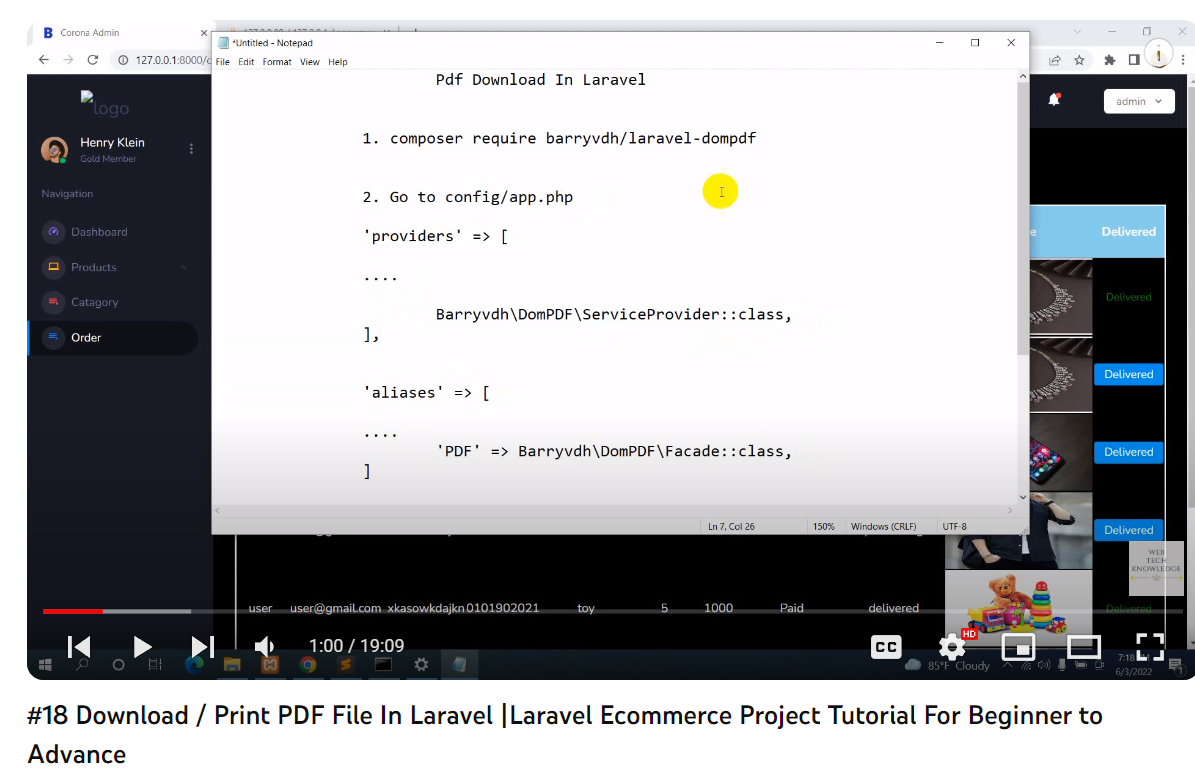 Corona Admin
*Untitled - Notepad
127.0.0.1:8000/
File Edit Format View Help
Pdf Download In Laravel
logo
admin
1. composer require barryvdh/laravel-dompdf
Henry Klein
Gold Member
Navigation
2. Go to config/app.php
Dashboard
Delivered
'providers' => [
Products
....
Catagory
Delivered
Barryvdh\DomPDF\ServiceProvider::class,
Order
],
Delivered
'aliases' => [
....
'PDF' => Barryvdh\DomPDF\Facade::class,
Delivered
]
Ln 7, Col 26 150% Windows (CRLF) UTF-8
Delivered
WEB
TECH
KNOWLEDGE
user user@gmail.com xkasowkdajkn 0101902021 toy 5 1000 Paid delivered Delivered
1:00 / 19:09
CC
HD
85°F Cloudy
7:18
6/3/2022
#18 Download / Print PDF File In Laravel |Laravel Ecommerce Project Tutorial For Beginner to
Advance